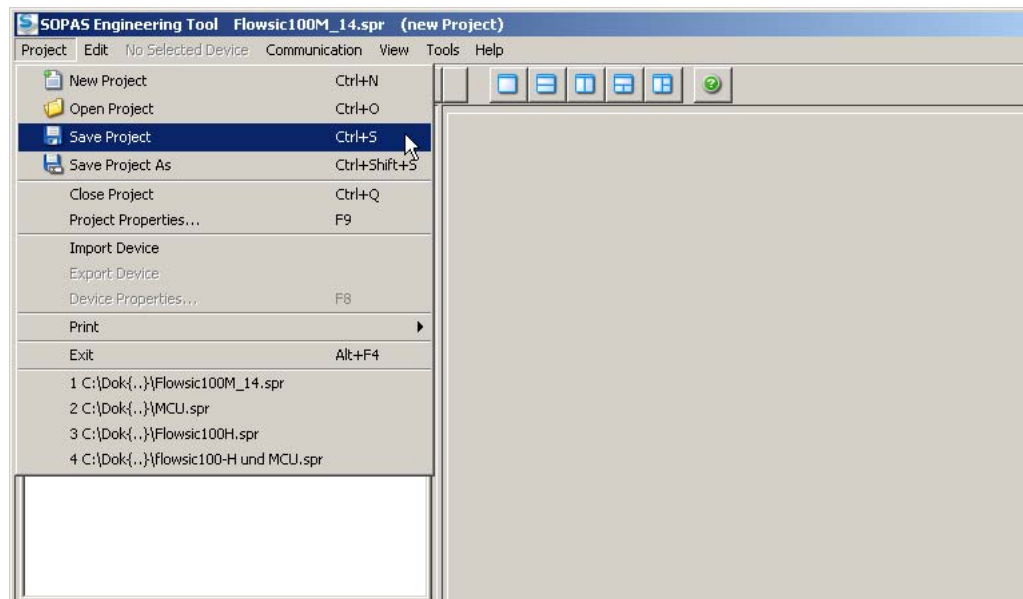 SOPAS Engineering Tool Flowsic100M_14.spr (new Project)
Project Edit No Selected Device Communication View Tools Help
New Project Ctrl+N
Open Project Ctrl+O
Save Project Ctrl+S
Save Project As Ctrl+Shift+S
Close Project Ctrl+Q
Project Properties... F9
Import Device
Export Device
Device Properties... F8
Print
Exit Alt+F4
1 C:\Dok{..}\Flowsic100M_14.spr
2 C:\Dok{..}\MCU.spr
3 C:\Dok{..}\Flowsic100H.spr
4 C:\Dok{..}\flowsic100-H und MCU.spr